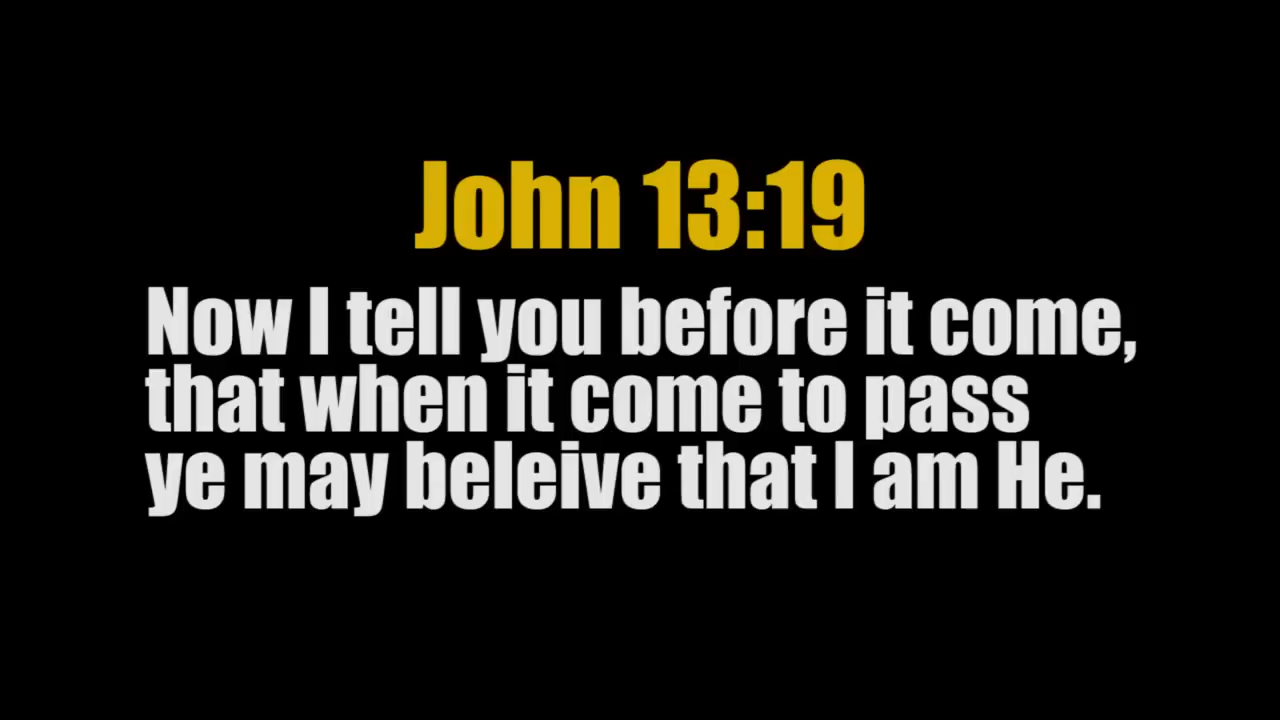 John 13:19
Now I tell you before it come,
that when it come to pass
ye may beleive that I am He.